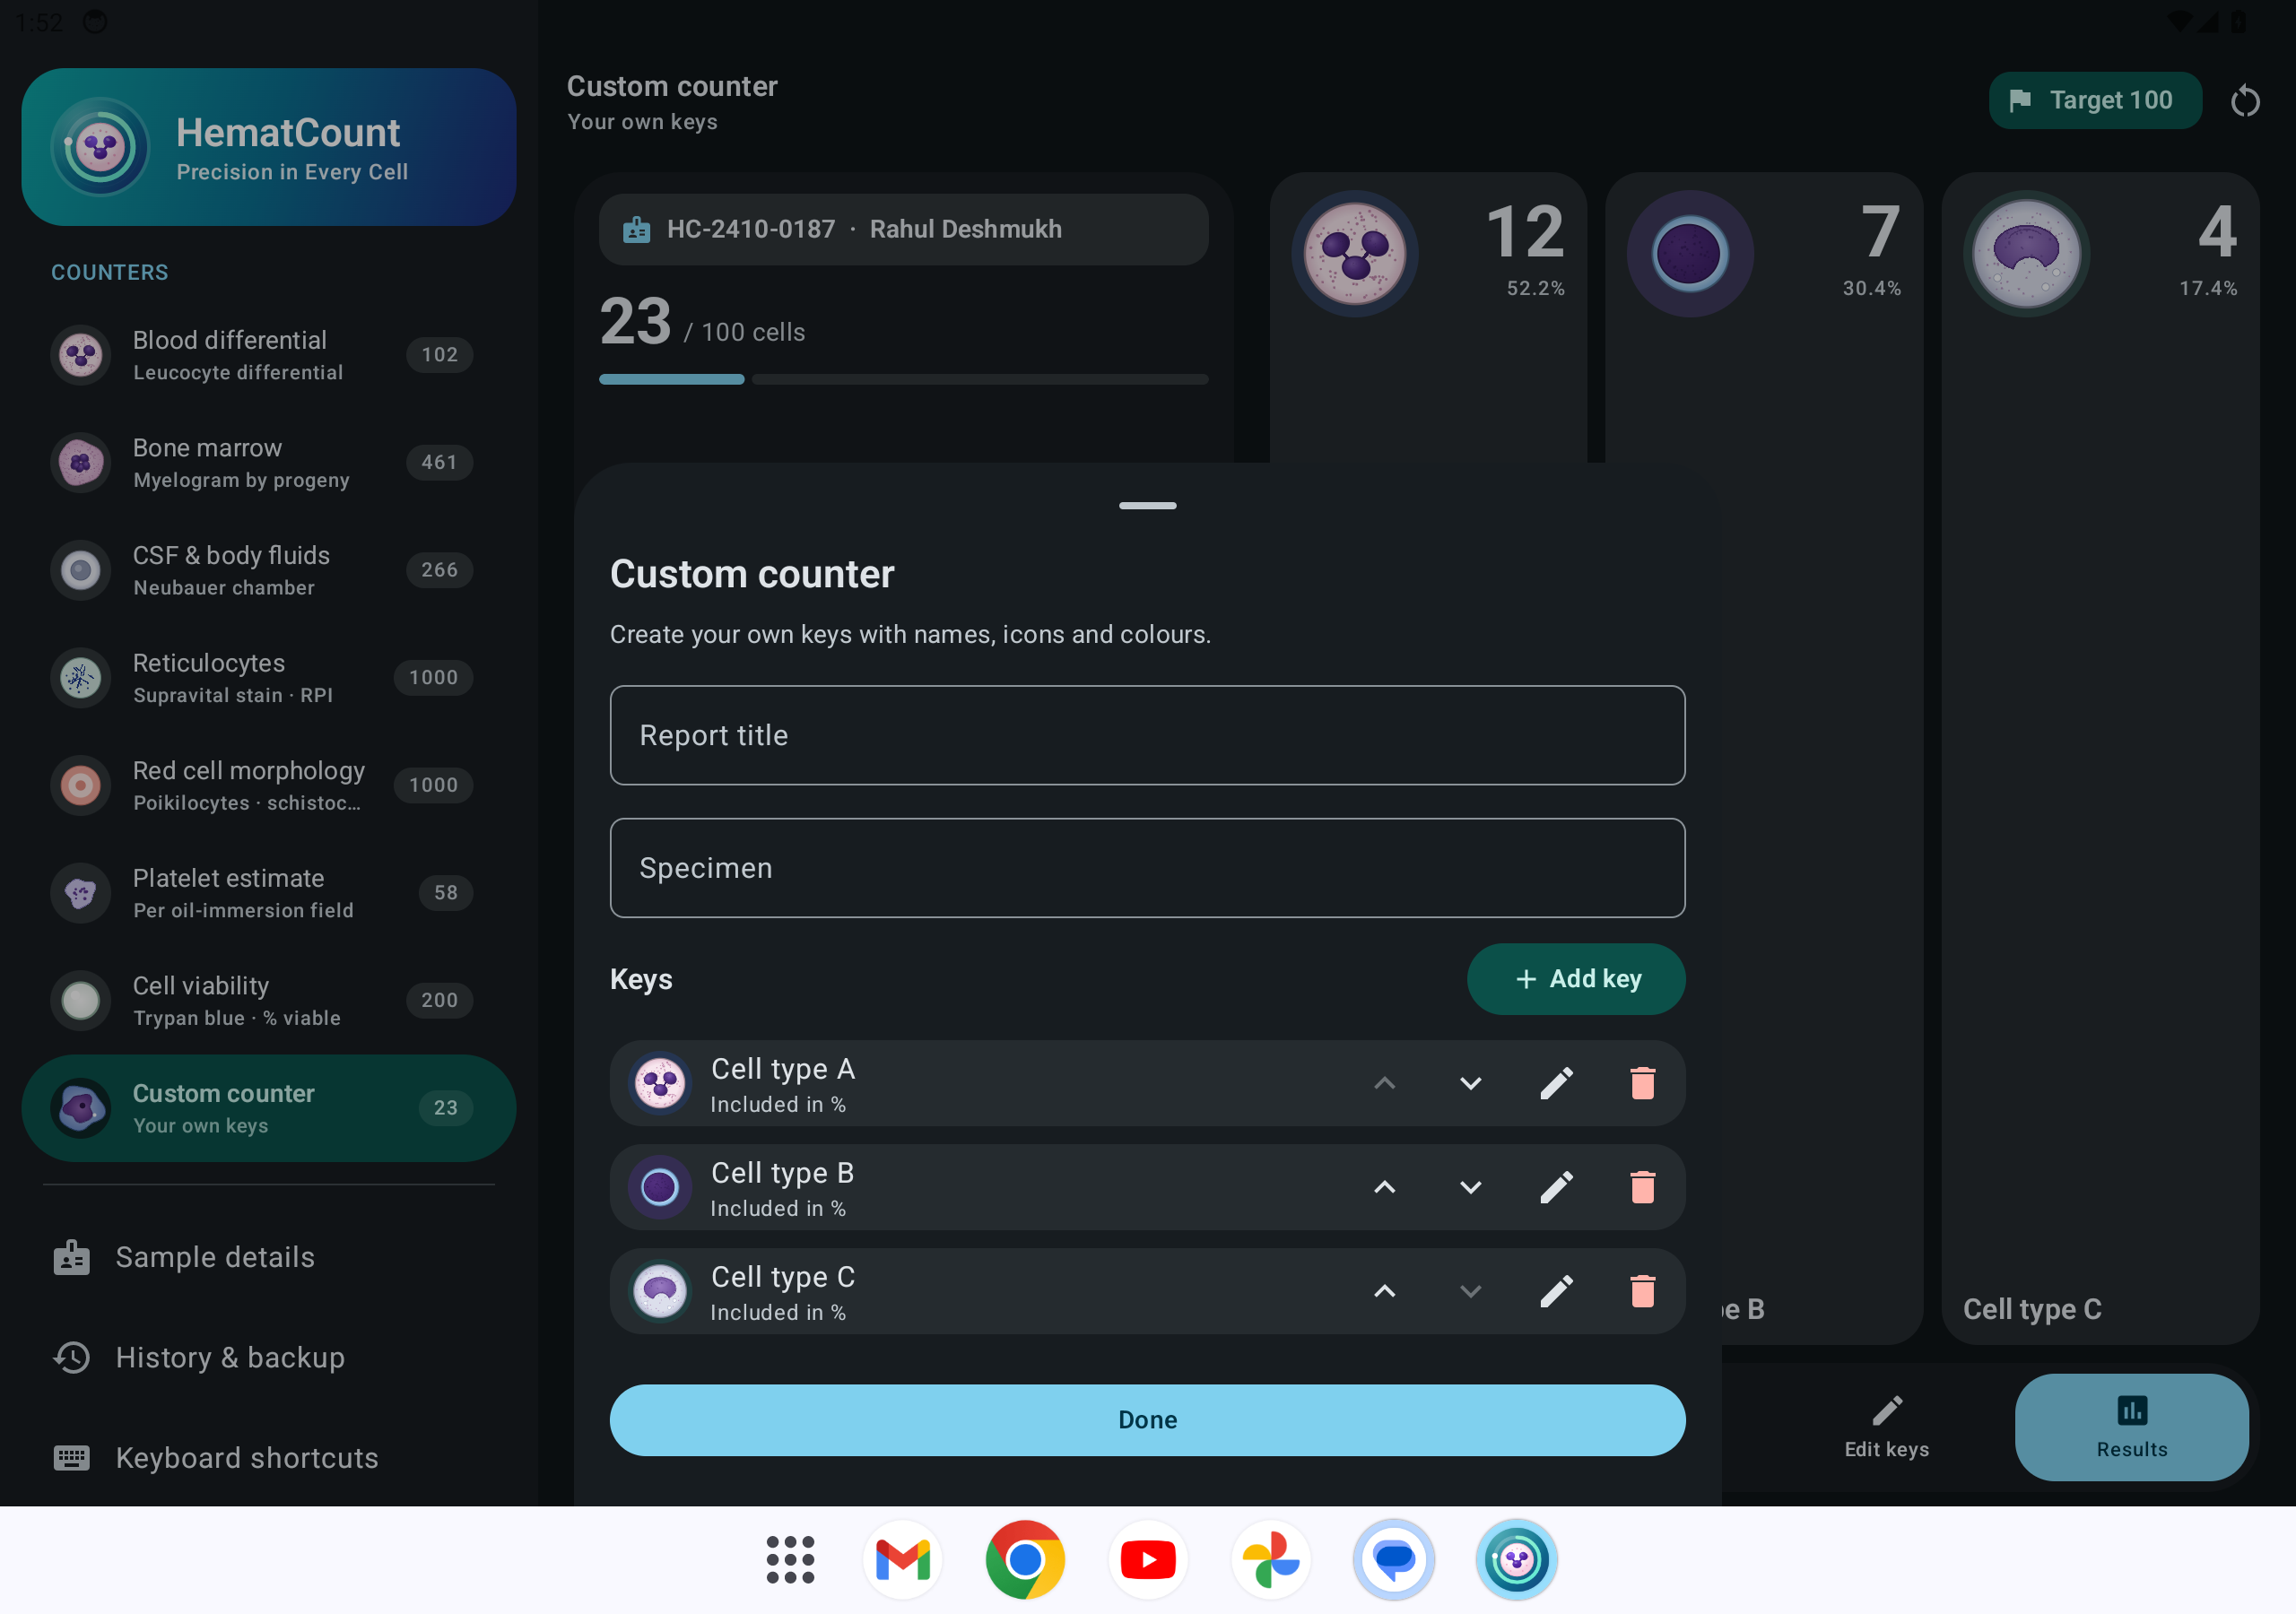 1:52
HematCount
Precision in Every Cell
COUNTERS
Blood differential
Leucocyte differential
102
Bone marrow
Myelogram by progeny
461
CSF & body fluids
Neubauer chamber
266
Reticulocytes
Supravital stain · RPI
1000
Red cell morphology
Poikilocytes · schistoc…
1000
Platelet estimate
Per oil-immersion field
58
Cell viability
Trypan blue · % viable
200
Custom counter
Your own keys
23
Sample details
History & backup
Keyboard shortcuts
Custom counter
Your own keys
Target 100
HC-2410-0187 · Rahul Deshmukh
23 / 100 cells
12
52.2%
7
30.4%
4
17.4%
Custom counter
Create your own keys with names, icons and colours.
Report title
Specimen
Keys
Add key
Cell type A
Included in %
Cell type B
Included in %
Cell type C
Included in %
Done
e B
Cell type C
Edit keys
Results